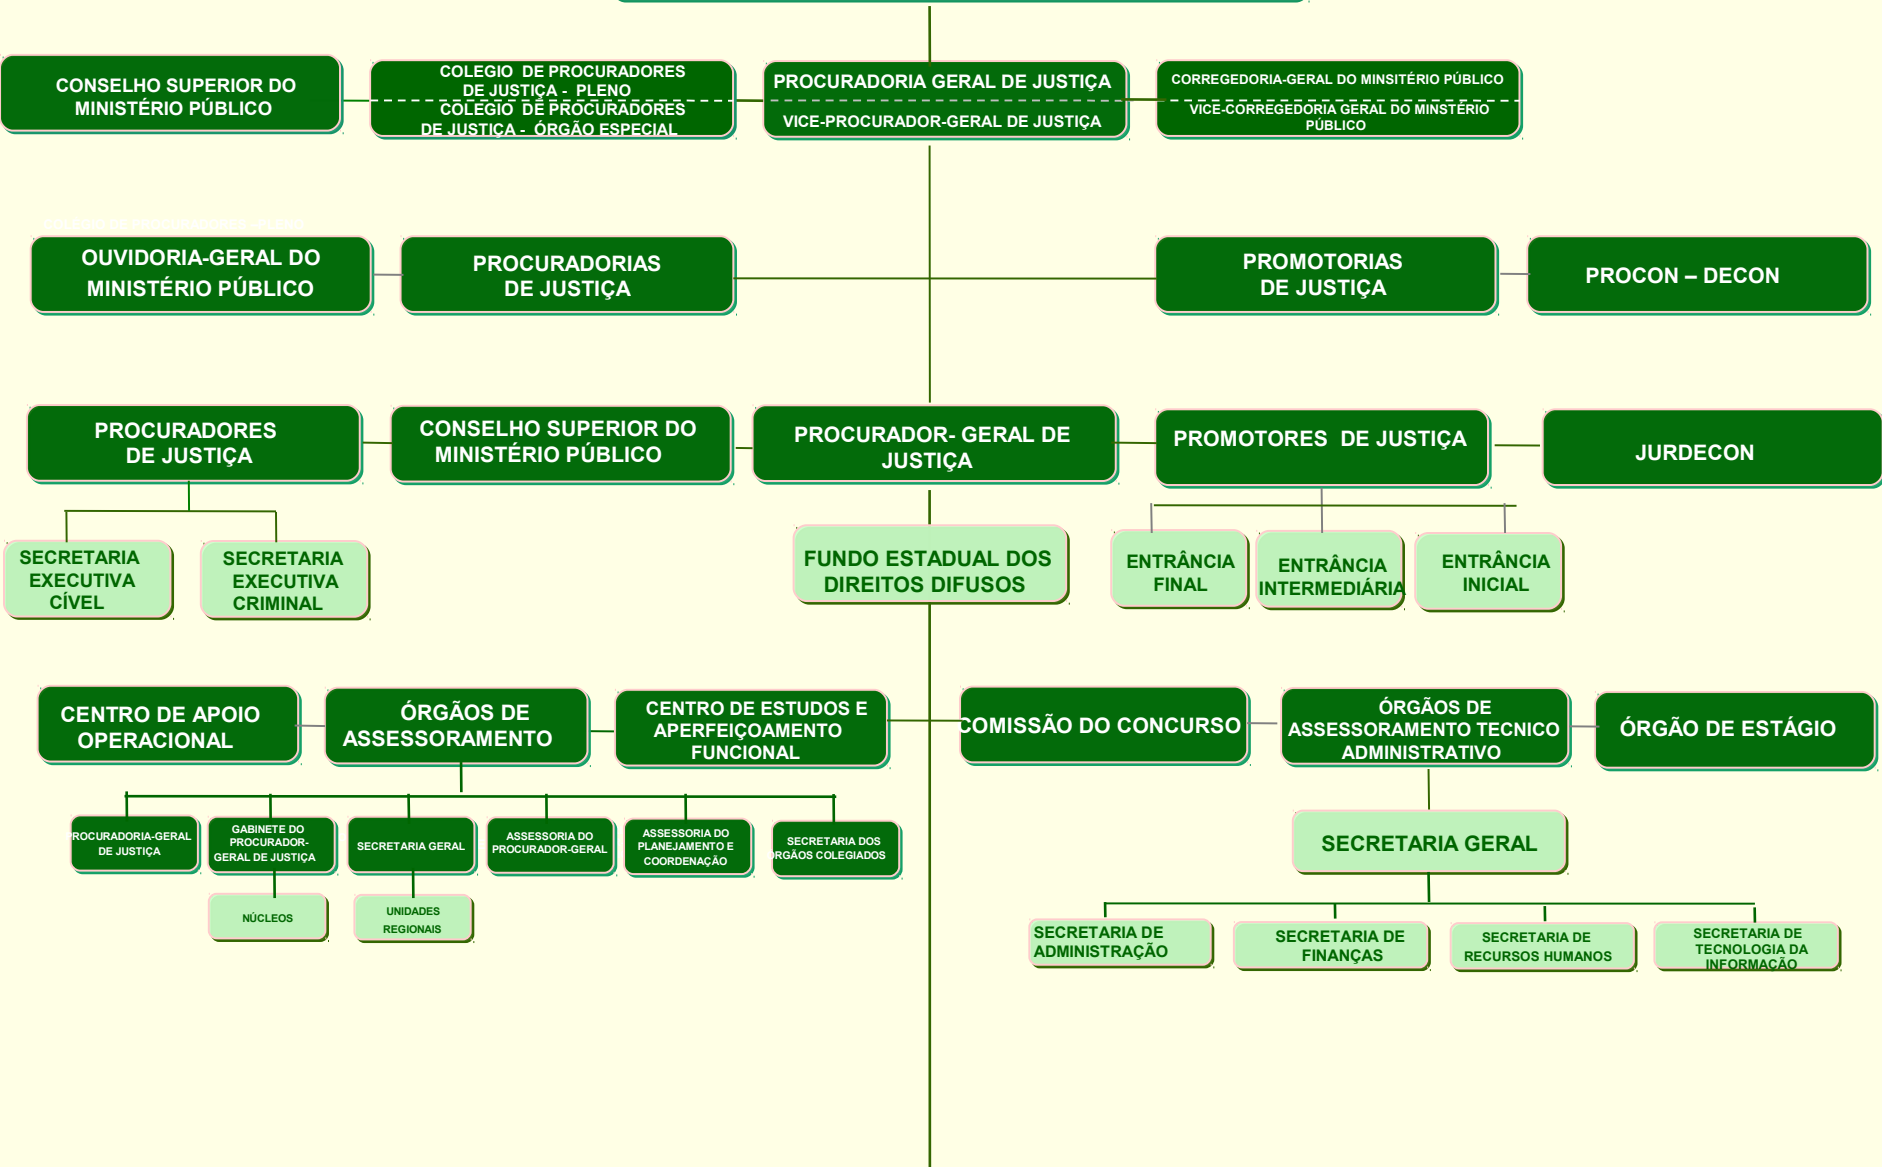 CONSELHO SUPERIOR DO
MINISTÉRIO PÚBLICO
COLEGIO DE PROCURADORES
DE JUSTIÇA - PLENO
COLEGIO DE PROCURADORES
DE JUSTIÇA - ÓRGÃO ESPECIAL
PROCURADORIA GERAL DE JUSTIÇA
VICE-PROCURADOR-GERAL DE JUSTIÇA
CORREGEDORIA-GERAL DO MINSITÉRIO PÚBLICO
VICE-CORREGEDORIA GERAL DO MINSTÉRIO
PÚBLICO
OUVIDORIA-GERAL DO
MINISTÉRIO PÚBLICO
PROCURADORIAS
DE JUSTIÇA
PROMOTORIAS
DE JUSTIÇA
PROCON – DECON
PROCURADORES
DE JUSTIÇA
CONSELHO SUPERIOR DO
MINISTÉRIO PÚBLICO
PROCURADOR- GERAL DE
JUSTIÇA
PROMOTORES DE JUSTIÇA
JURDECON
SECRETARIA
EXECUTIVA
CÍVEL
SECRETARIA
EXECUTIVA
CRIMINAL
FUNDO ESTADUAL DOS
DIREITOS DIFUSOS
ENTRÂNCIA
FINAL
ENTRÂNCIA
INTERMEDIÁRIA
ENTRÂNCIA
INICIAL
CENTRO DE APOIO
OPERACIONAL
ÓRGÃOS DE
ASSESSORAMENTO
CENTRO DE ESTUDOS E
APERFEIÇOAMENTO
FUNCIONAL
COMISSÃO DO CONCURSO
ÓRGÃOS DE
ASSESSORAMENTO TECNICO
ADMINISTRATIVO
ÓRGÃO DE ESTÁGIO
PROCURADORIA-GERAL
DE JUSTIÇA
GABINETE DO
PROCURADOR-
GERAL DE JUSTIÇA
SECRETARIA GERAL
ASSESSORIA DO
PROCURADOR-GERAL
ASSESSORIA DO
PLANEJAMENTO E
COORDENAÇÃO
SECRETARIA DOS
ÓRGÃOS COLEGIADOS
SECRETARIA GERAL
NÚCLEOS
UNIDADES
REGIONAIS
SECRETARIA DE
ADMINISTRAÇÃO
SECRETARIA DE
FINANÇAS
SECRETARIA DE
RECURSOS HUMANOS
SECRETARIA DE
TECNOLOGIA DA
INFORMAÇÃO